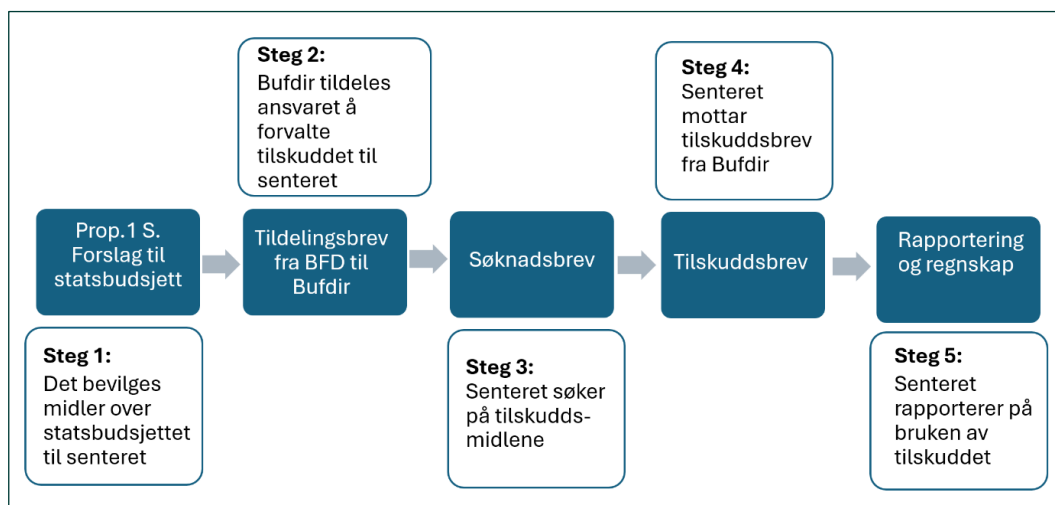 Steg 2:
Bufdir tildeles
ansvaret å
forvalte
tilskuddet til
senteret
Steg 4:
Senteret
mottar
tilskuddsbrev
fra Bufdir
Prop.1 S.
Forslag til
statsbudsjett
Tildelingsbrev
fra BFD til
Bufdir
Søknadsbrev
Tilskuddsbrev
Rapportering
og regnskap
Steg 1:
Det bevilges
midler over
statsbudsjettet
til senteret
Steg 3:
Senteret søker
på tilskudds-
midlene
Steg 5:
Senteret
rapporterer på
bruken av
tilskuddet